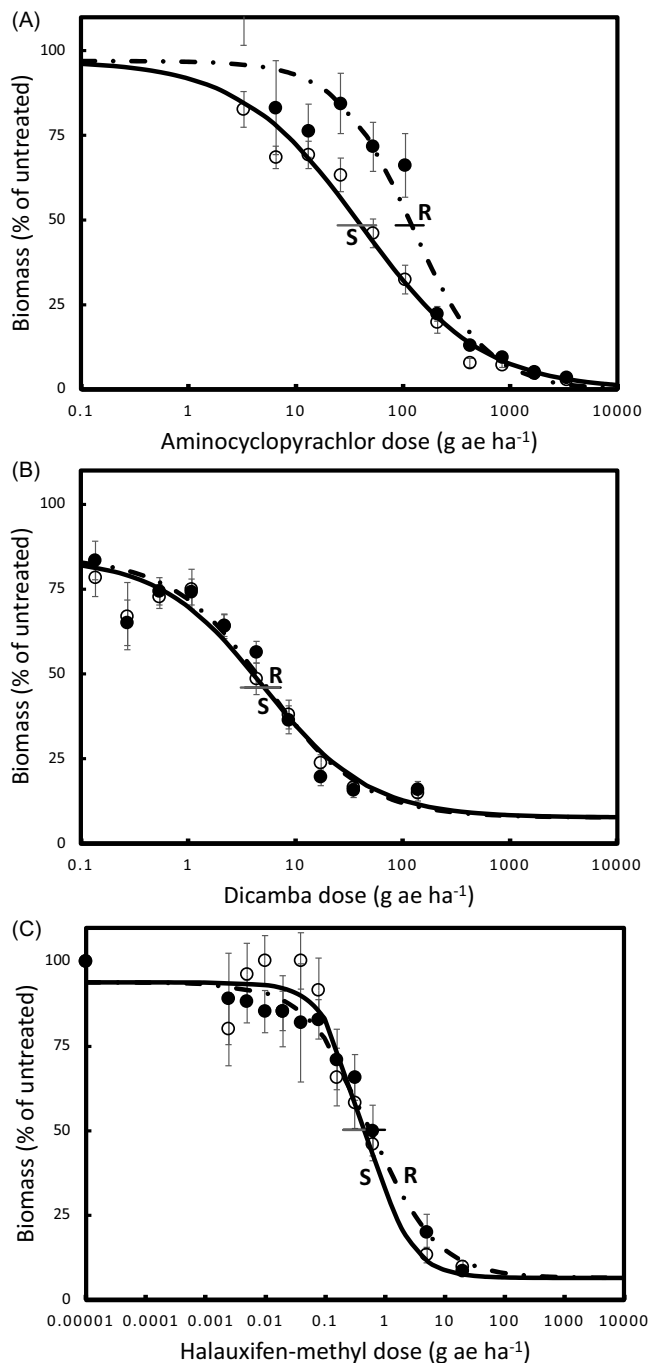 (A)
Biomass (% of untreated)
100
75
50
25
0
R
S
0.1 1 10 100 1000 10000
Aminocyclopyrachlor dose (g ae ha⁻¹)
(B)
Biomass (% of untreated)
100
75
50
25
0
R
S
0.1 1 10 100 1000 10000
Dicamba dose (g ae ha⁻¹)
(C)
Biomass (% of untreated)
100
75
50
25
0
S R
0.00001 0.0001 0.001 0.01 0.1 1 10 100 1000 10000
Halauxifen-methyl dose (g ae ha⁻¹)